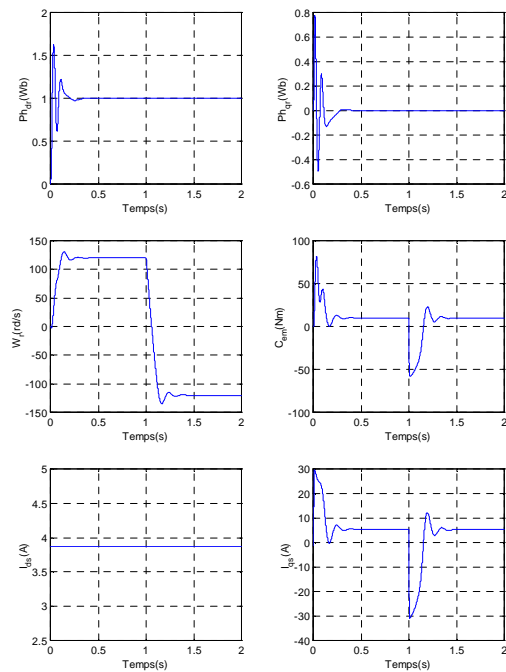 2
1.5
1
0.5
0
Ph_dr(Wb)
0 0.5 1 1.5 2
Temps(s)
0.8
0.6
0.4
0.2
0
-0.2
-0.4
-0.6
Ph_qr(Wb)
0 0.5 1 1.5 2
Temps(s)
150
100
50
0
-50
-100
-150
W_r(rd/s)
0 0.5 1 1.5 2
Temps(s)
100
50
0
-50
-100
C_em(Nm)
0 0.5 1 1.5 2
Temps(s)
5
4.5
4
3.5
3
2.5
I_ds(A)
0 0.5 1 1.5 2
Temps(s)
30
20
10
0
-10
-20
-30
-40
I_qs(A)
0 0.5 1 1.5 2
Temps(s)